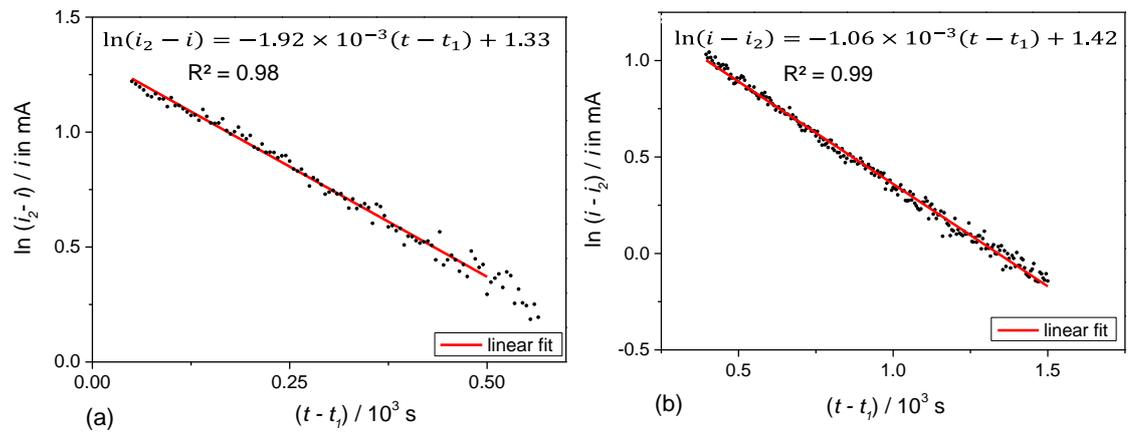 ln(i₂ − i) = −1.92 × 10⁻³(t − t₁) + 1.33
R² = 0.98
1.5
1.0
0.5
0.0
ln (i₂- i) / i in mA
0.00
0.25
0.50
linear fit
(a)
(t - t₁) / 10³ s
ln(i − i₂) = −1.06 × 10⁻³(t − t₁) + 1.42
R² = 0.99
1.0
0.5
0.0
-0.5
ln (i - i₂) / i in mA
0.5
1.0
1.5
linear fit
(b)
(t - t₁) / 10³ s